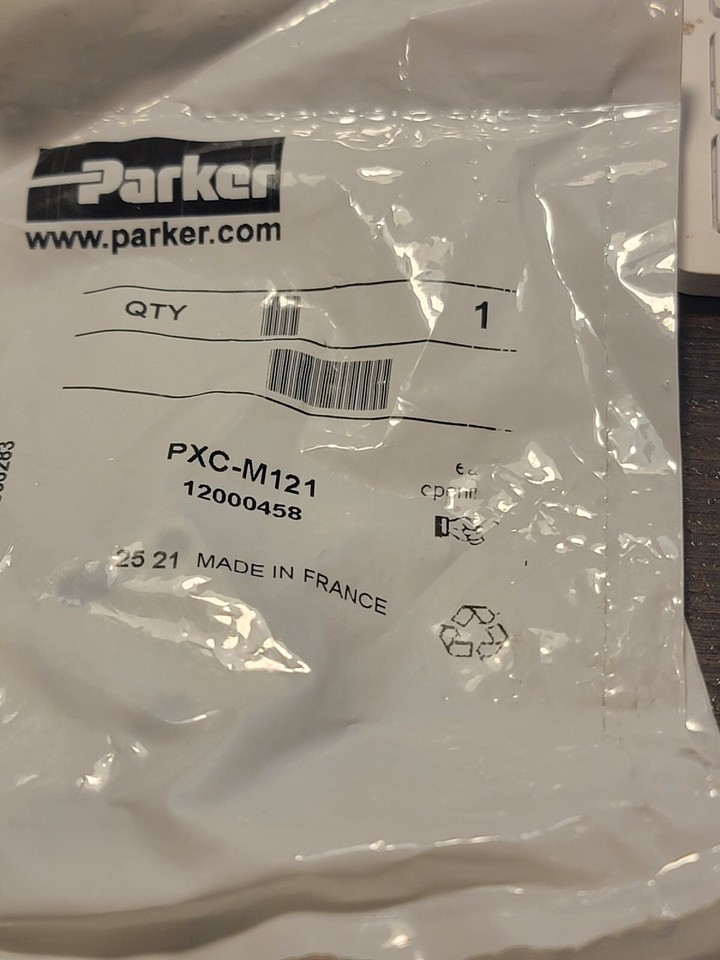 Parker
www.parker.com
QTY 1
PXC-M121
12000458
25 21 MADE IN FRANCE